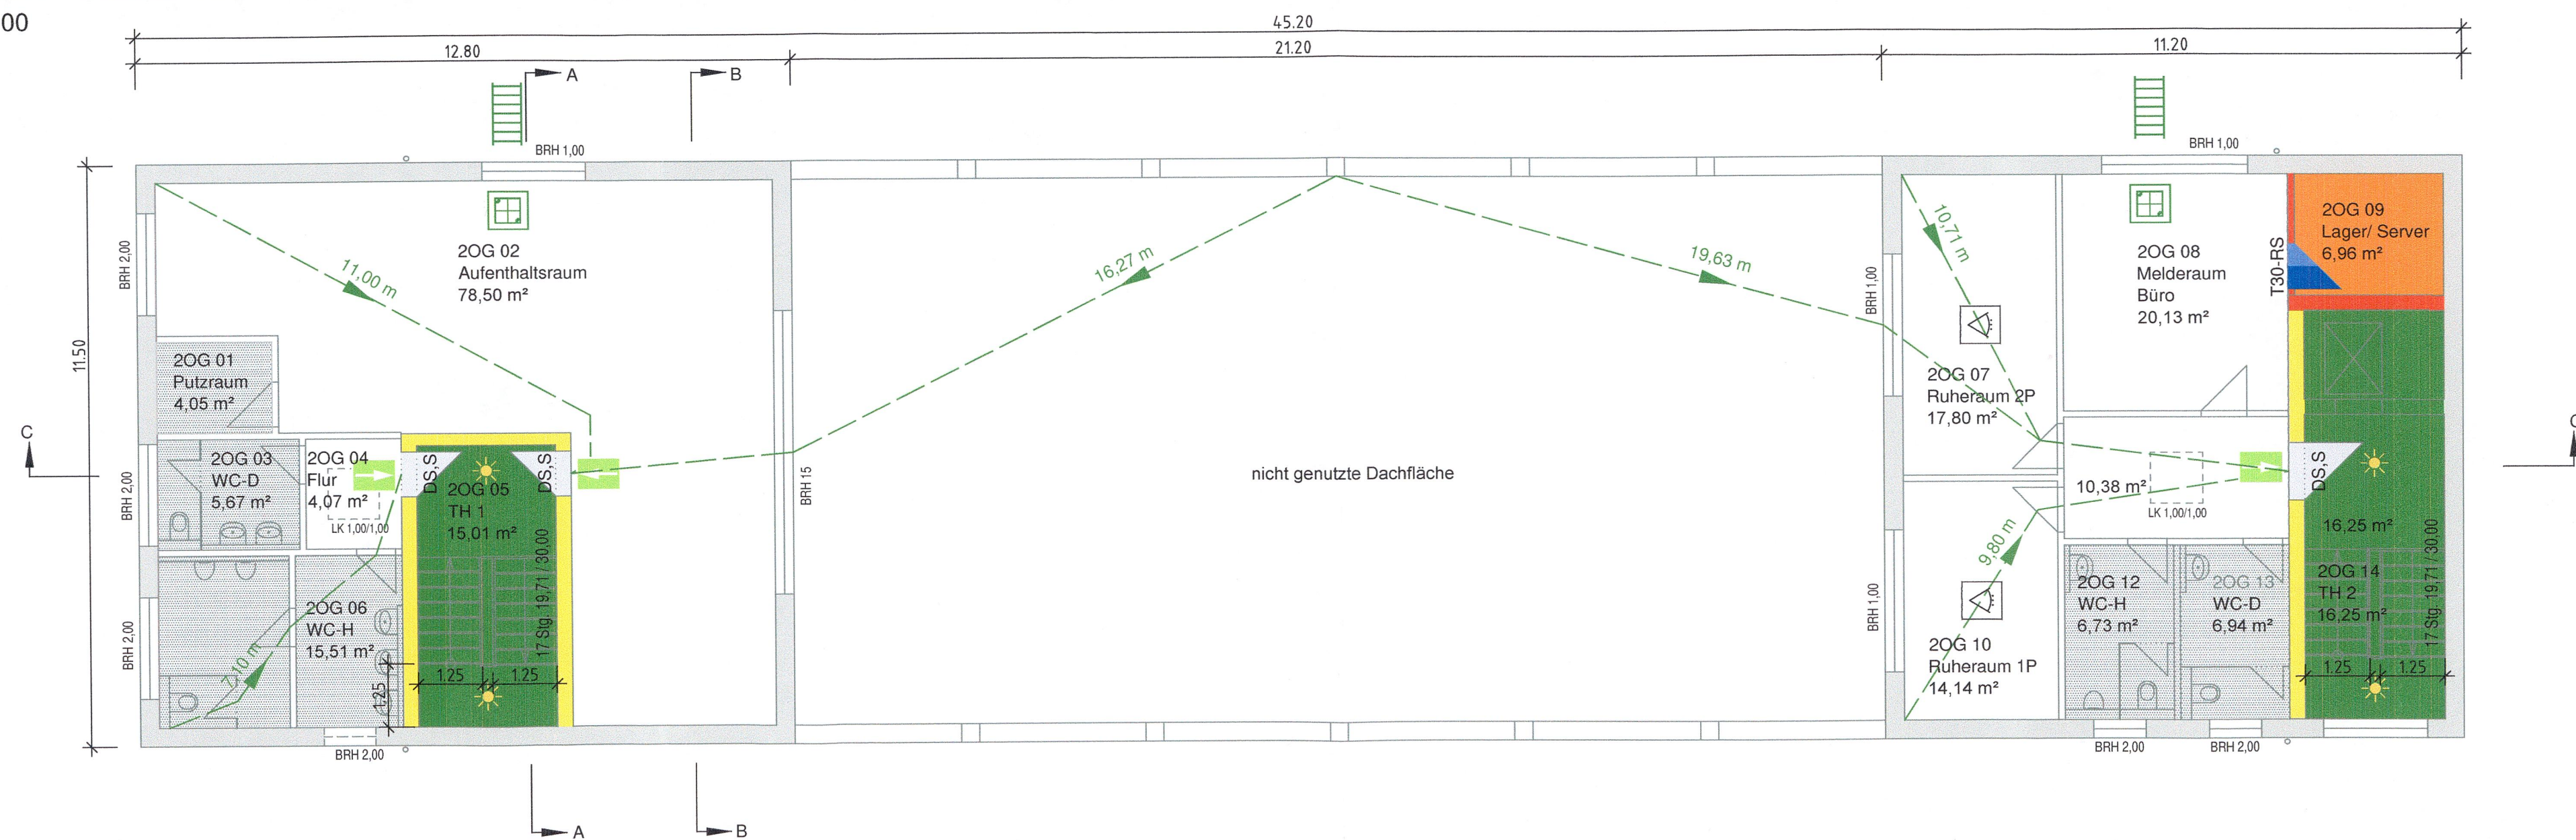 00
45.20
12.80
21.20
11.20
A
B
BRH 1,00
BRH 1,00
11.50
BRH 2,00
11,00 m
2OG 02
Aufenthaltsraum
78,50 m²
16,27 m
19,63 m
BRH 1,00
10,71 m
2OG 08
Melderaum
Büro
20,13 m²
T30-RS
2OG 09
Lager/ Server
6,96 m²
2OG 01
Putzraum
4,05 m²
2OG 07
Ruheraum 2P
17,80 m²
C
BRH 2,00
2OG 03
WC-D
5,67 m²
2OG 04
Flur
4,07 m²
LK 1,00/1,00
DS,S
DS,S
2OG 05
TH 1
15,01 m²
17 Stg. 19,71 / 30,00
BRH 15
nicht genutzte Dachfläche
10,38 m²
LK 1,00/1,00
DS,S
16,25 m²
BRH 2,00
7,10 m
2OG 06
WC-H
15,51 m²
1.25
1.25
1.25
BRH 1,00
9,80 m
2OG 10
Ruheraum 1P
14,14 m²
2OG 12
WC-H
6,73 m²
2OG 13
WC-D
6,94 m²
2OG 14
TH 2
16,25 m²
17 Stg. 19,71 / 30,00
1.25
1.25
BRH 2,00
BRH 2,00
BRH 2,00
A
B